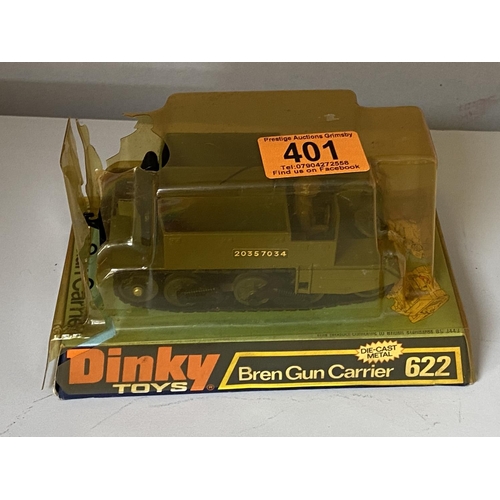 Prestige Auctions Grimsby
401
Tel:07904272558
Find us on Facebook
20357034
Dinky
TOYS®
Bren Gun Carrier
DIE-CAST
METAL
622